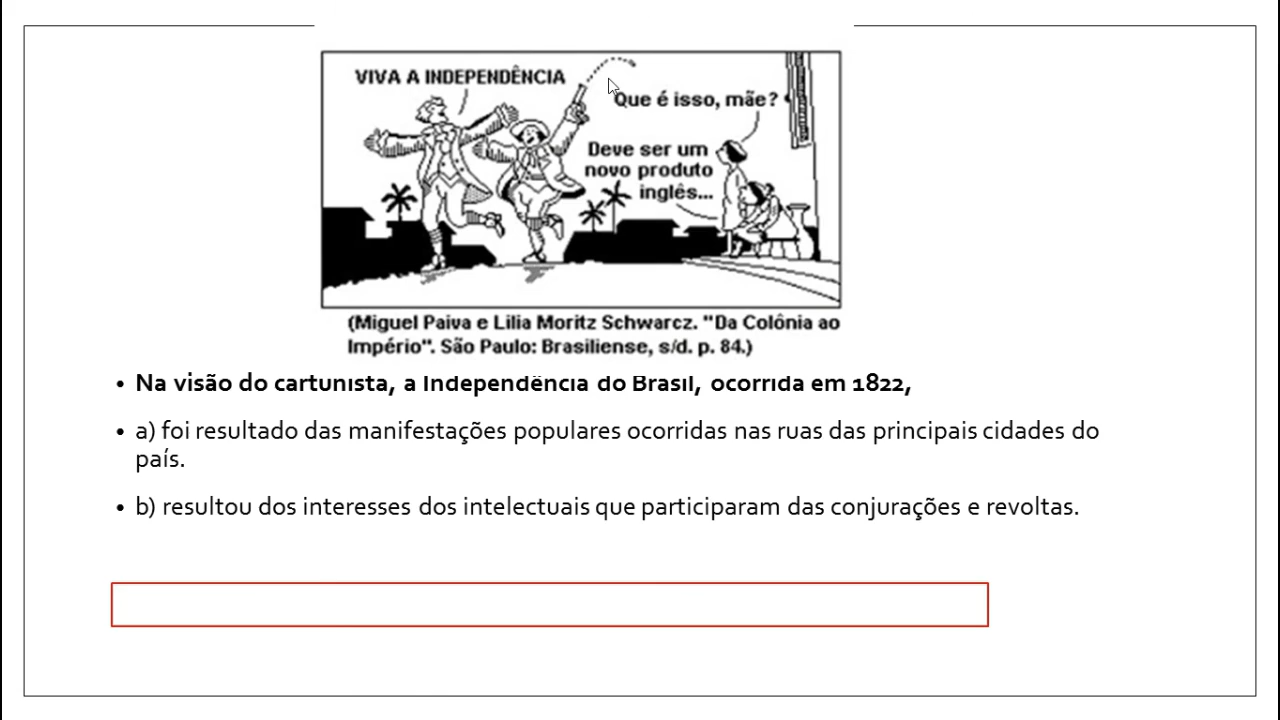 VIVA A INDEPENDÊNCIA
Que é isso, mãe?
Deve ser um
novo produto
inglês...
(Miguel Paiva e Lilia Moritz Schwarcz. "Da Colônia ao
Império". São Paulo: Brasiliense, s/d. p. 84.)
• Na visão do cartunista, a Independência do Brasil, ocorrida em 1822,
• a) foi resultado das manifestações populares ocorridas nas ruas das principais cidades do
país.
• b) resultou dos interesses dos intelectuais que participaram das conjurações e revoltas.